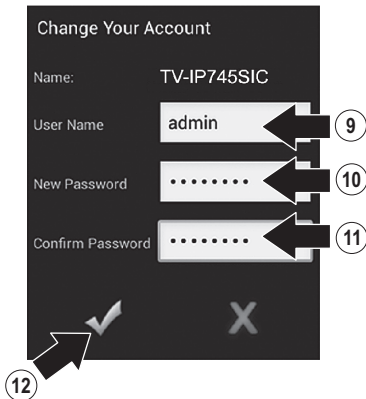 Change Your Account
Name: TV-IP745SIC
User Name admin 9
New Password •••••••• 10
Confirm Password •••••••• 11
X
12